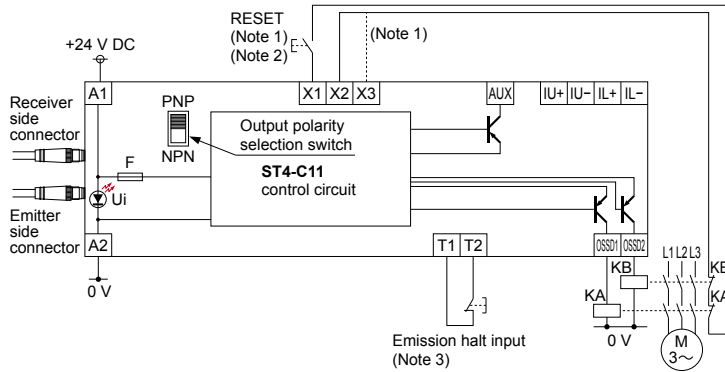 RESET
(Note 1)
(Note 2)
(Note 1)
+24 V DC
A1
X1
X2
X3
AUX
IU+
IU−
IL+
IL−
PNP
NPN
Output polarity
selection switch
ST4-C11
control circuit
Receiver
side
connector
F
Ui
Emitter
side
connector
A2
T1
T2
OSSD1
OSSD2
0 V
L1
L2
L3
KB
KB
KA
KA
Emission halt input
(Note 3)
0 V
M
3~